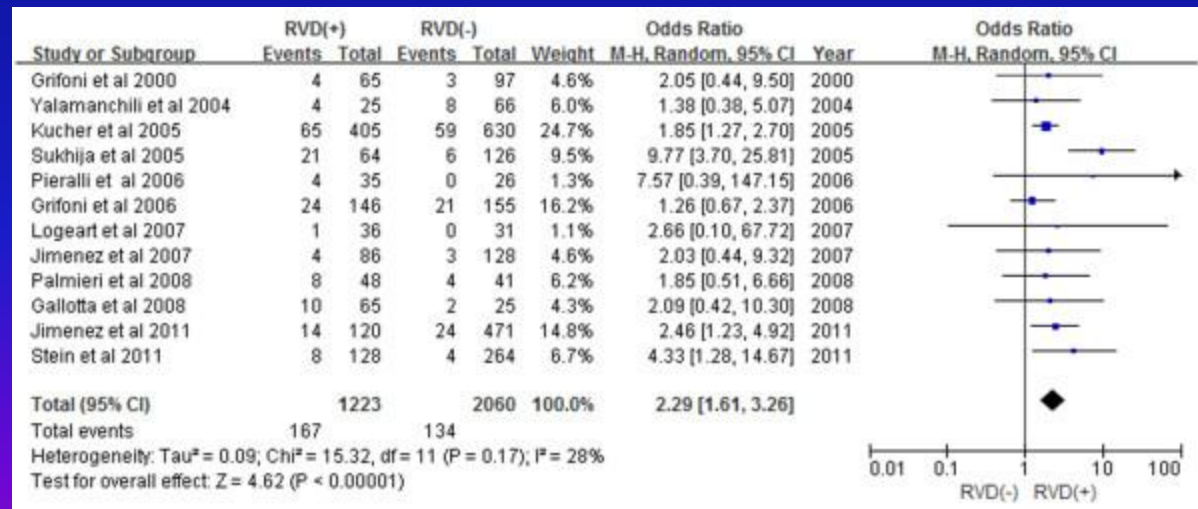 RVD(+) RVD(-) Odds Ratio Odds Ratio
Study or Subgroup Events Total Events Total Weight M-H, Random, 95% CI Year M-H, Random, 95% CI
Grifoni et al 2000 4 65 3 97 4.6% 2.05 [0.44, 9.50] 2000
Yalamanchili et al 2004 4 25 8 66 6.0% 1.38 [0.38, 5.07] 2004
Kucher et al 2005 65 405 59 630 24.7% 1.85 [1.27, 2.70] 2005
Sukhija et al 2005 21 64 6 126 9.5% 9.77 [3.70, 25.81] 2005
Pieralli et al 2006 4 35 0 26 1.3% 7.57 [0.39, 147.15] 2006
Grifoni et al 2006 24 146 21 155 16.2% 1.26 [0.67, 2.37] 2006
Logeart et al 2007 1 36 0 31 1.1% 2.66 [0.10, 67.72] 2007
Jimenez et al 2007 4 86 3 128 4.6% 2.03 [0.44, 9.32] 2007
Palmieri et al 2008 8 48 4 41 6.2% 1.85 [0.51, 6.66] 2008
Gallotta et al 2008 10 65 2 25 4.3% 2.09 [0.42, 10.30] 2008
Jimenez et al 2011 14 120 24 471 14.8% 2.46 [1.23, 4.92] 2011
Stein et al 2011 8 128 4 264 6.7% 4.33 [1.28, 14.67] 2011
Total (95% CI) 1223 2060 100.0% 2.29 [1.61, 3.26]
Total events 167 134
Heterogeneity: Tau² = 0.09; Chi² = 15.32, df = 11 (P = 0.17); I² = 28%
Test for overall effect: Z = 4.62 (P < 0.00001)
0.01 0.1 1 10 100
RVD(-) RVD(+)